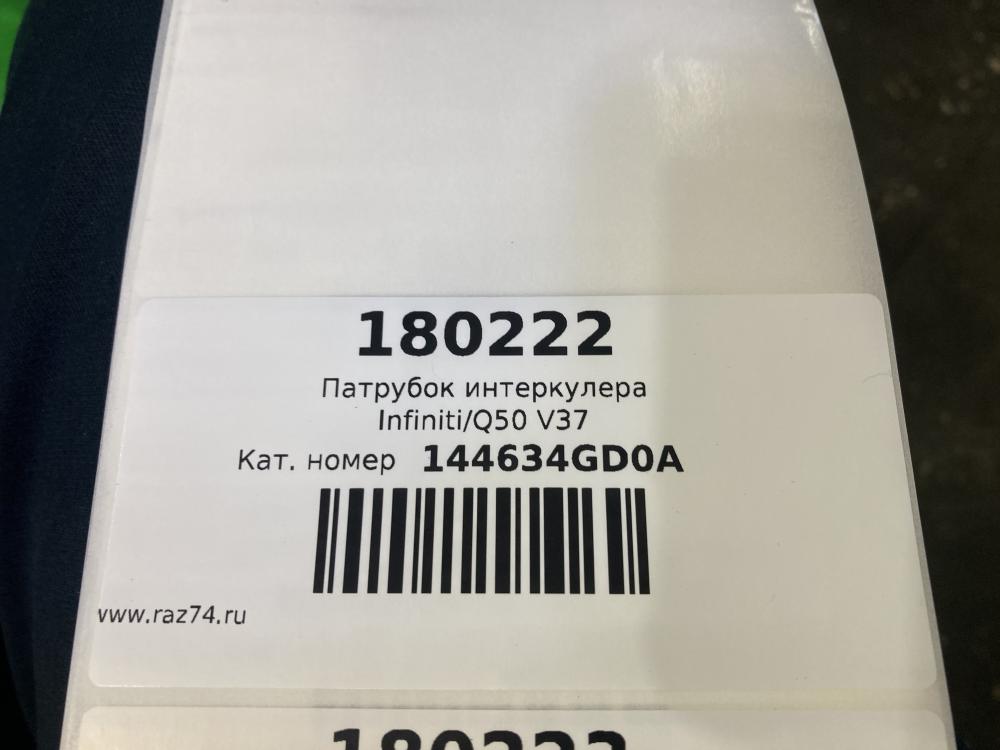 180222
Патрубок интеркулера
Infiniti/Q50 V37
Кат. номер 144634GD0A
www.raz74.ru